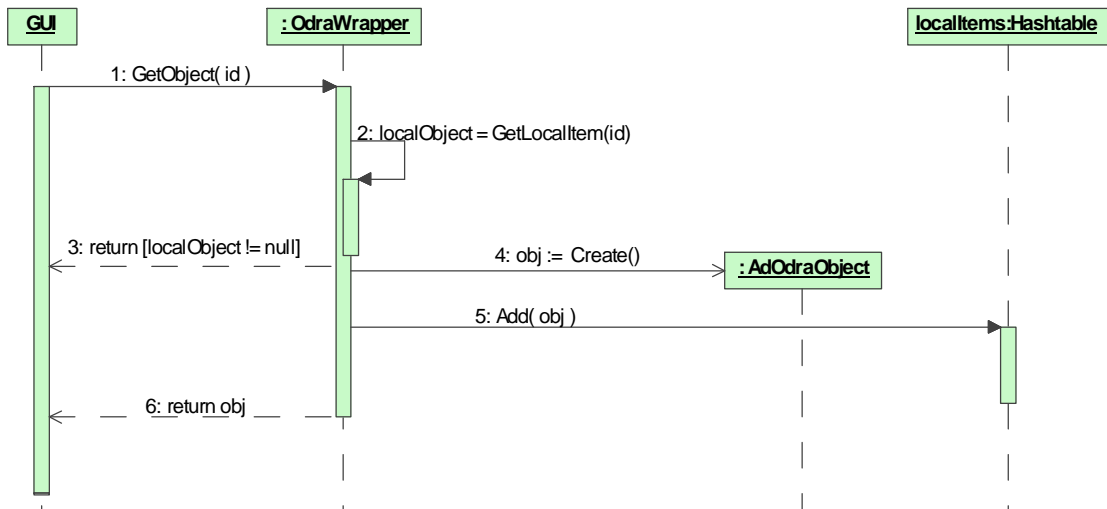 GUI
: OdraWrapper
localItems:Hashtable
1: GetObject( id )
2: localObject = GetLocalItem(id)
3: return [localObject != null]
4: obj := Create()
: AdOdraObject
5: Add( obj )
6: return obj